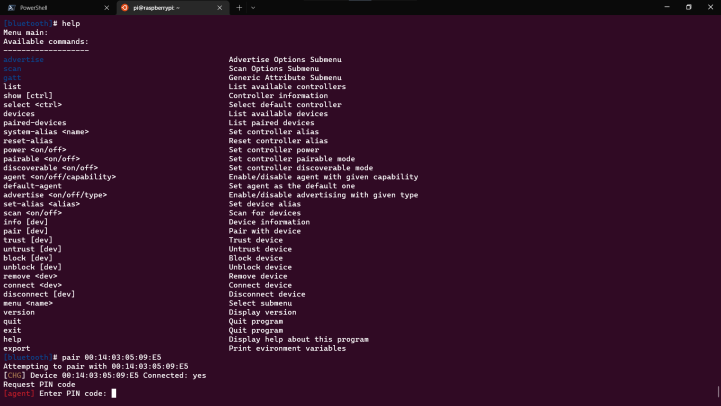 PowerShell
pi@raspberrypi: ~
[bluetooth]# help
Menu main:
Available commands:
-------------------
advertise Advertise Options Submenu
scan Scan Options Submenu
gatt Generic Attribute Submenu
list List available controllers
show [ctrl] Controller information
select <ctrl> Select default controller
devices List available devices
paired-devices List paired devices
system-alias <name> Set controller alias
reset-alias Reset controller alias
power <on/off> Set controller power
pairable <on/off> Set controller pairable mode
discoverable <on/off> Set controller discoverable mode
agent <on/off/capability> Enable/disable agent with given capability
default-agent Set agent as the default one
advertise <on/off/type> Enable/disable advertising with given type
set-alias <alias> Set device alias
scan <on/off> Scan for devices
info [dev] Device information
pair [dev] Pair with device
trust [dev] Trust device
untrust [dev] Untrust device
block [dev] Block device
unblock [dev] Unblock device
remove <dev> Remove device
connect <dev> Connect device
disconnect [dev] Disconnect device
menu <name> Select submenu
version Display version
quit Quit program
exit Quit program
help Display help about this program
export Print evironment variables
[bluetooth]# pair 00:14:03:05:09:E5
Attempting to pair with 00:14:03:05:09:E5
[CHG] Device 00:14:03:05:09:E5 Connected: yes
Request PIN code
[agent] Enter PIN code: